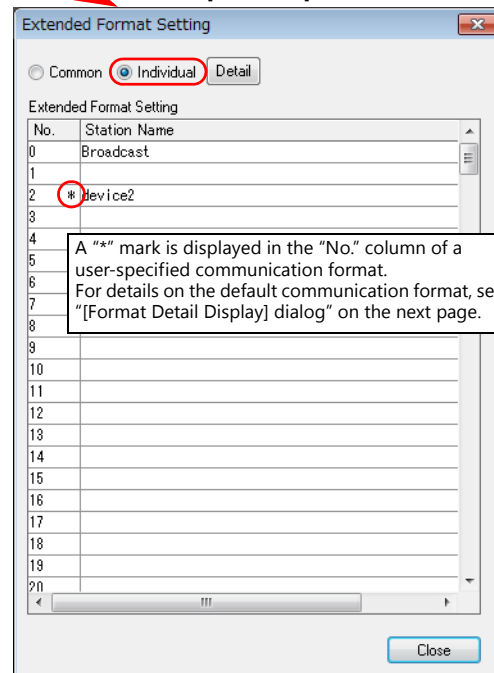 Extended Format Setting
Common Individual Detail
Extended Format Setting
No. Station Name
0 Broadcast
1
2 * device2
3
4
5
6
7
8
A "*" mark is displayed in the "No." column of a
user-specified communication format.
For details on the default communication format, se
"[Format Detail Display] dialog" on the next page.
9
10
11
12
13
14
15
16
17
18
19
20
Close